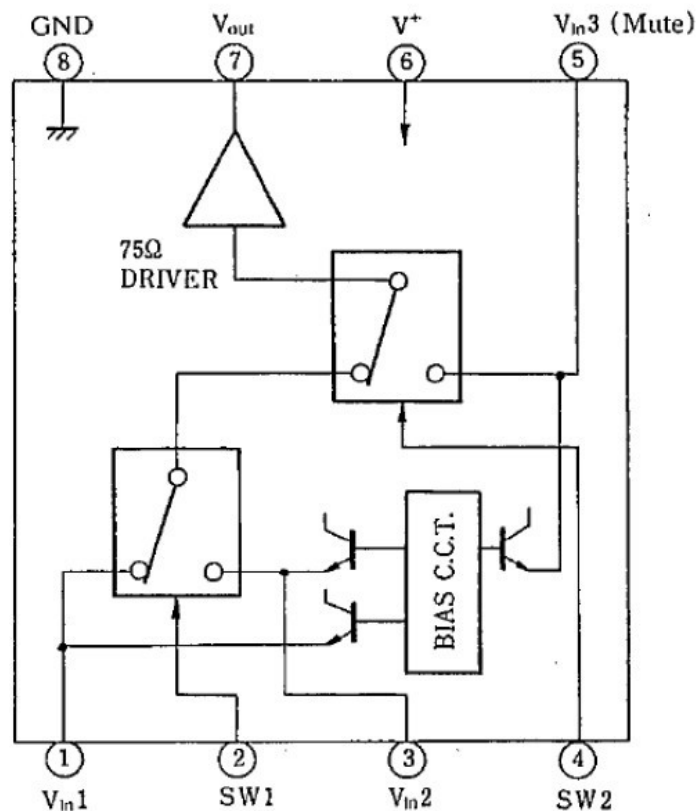 GND
Vout
V+
VIn3 (Mute)
8
7
6
5
75Ω
DRIVER
BIAS C.C.T.
1
2
3
4
VIn1
SW1
VIn2
SW2